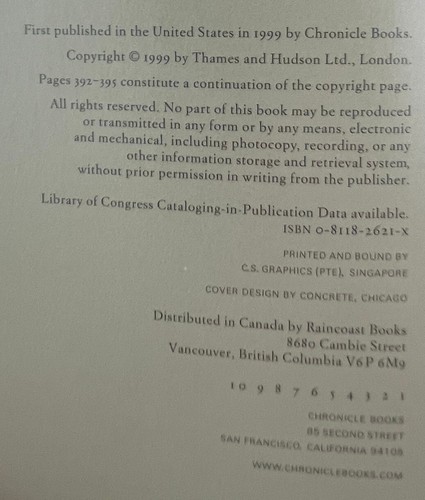 First published in the United States in 1999 by Chronicle Books.
Copyright © 1999 by Thames and Hudson Ltd., London.
Pages 392-395 constitute a continuation of the copyright page.
All rights reserved. No part of this book may be reproduced
or transmitted in any form or by any means, electronic
and mechanical, including photocopy, recording, or any
other information storage and retrieval system,
without prior permission in writing from the publisher.
Library of Congress Cataloging-in-Publication Data available.
ISBN 0-8118-2621-X
PRINTED AND BOUND BY
C.S. GRAPHICS (PTE), SINGAPORE
COVER DESIGN BY CONCRETE, CHICAGO
Distributed in Canada by Raincoast Books
8680 Cambie Street
Vancouver, British Columbia V6P 6M9
10 9 8 7 6 5 4 3 2 1
CHRONICLE BOOKS
85 SECOND STREET
SAN FRANCISCO, CALIFORNIA 94105
WWW.CHRONICLEBOOKS.COM